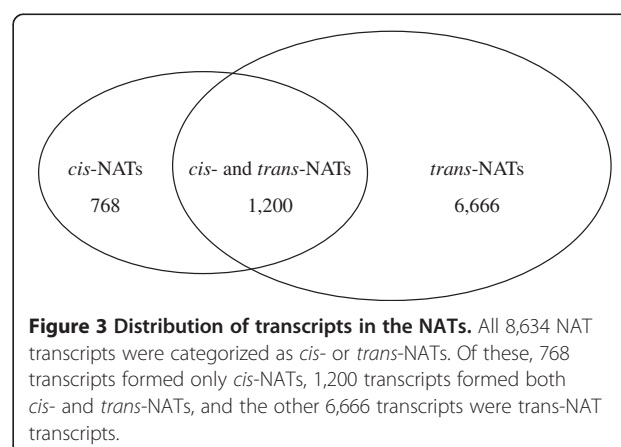 cis-NATs cis- and trans-NATs trans-NATs
768 1,200 6,666
Figure 3 Distribution of transcripts in the NATs. All 8,634 NAT
transcripts were categorized as cis- or trans-NATs. Of these, 768
transcripts formed only cis-NATs, 1,200 transcripts formed both
cis- and trans-NATs, and the other 6,666 transcripts were trans-NAT
transcripts.